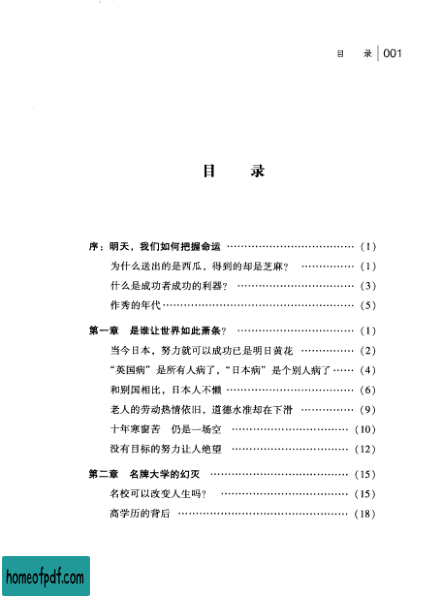 目 录 001
目 录
序：明天，我们如何把握命运 ………………………………（1）
为什么送出的是西瓜，得到的却是芝麻？ ……………（1）
什么是成功者成功的利器？ ……………………………（3）
作秀的年代………………………………………………（5）
第一章 是谁让世界如此萧条？ …………………………………（1）
当今日本，努力就可以成功已是明日黄花 ……………（2）
“英国病”是所有人病了，“日本病”是个别人病了……（4）
和别国相比，日本人不懒 ………………………………（6）
老人的劳动热情依旧，道德水准却在下滑 ……………（9）
十年寒窗苦 仍是一场空 ………………………………（10）
没有目标的努力让人绝望 ………………………………（12）
第二章 名牌大学的幻灭 …………………………………（15）
名校可以改变人生吗？ …………………………………（15）
高学历的背后 ……………………………………………（18）
homeofpdf.com